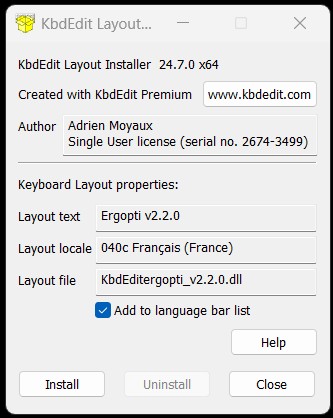 KbdEdit Layout...
KbdEdit Layout Installer 24.7.0 x64
Created with KbdEdit Premium www.kbdedit.com
Author Adrien Moyaux
Single User license (serial no. 2674-3499)
Keyboard Layout properties:
Layout text Ergopti v2.2.0
Layout locale 040c Français (France)
Layout file KbdEditergopti_v2.2.0.dll
Add to language bar list
Help
Install Uninstall Close